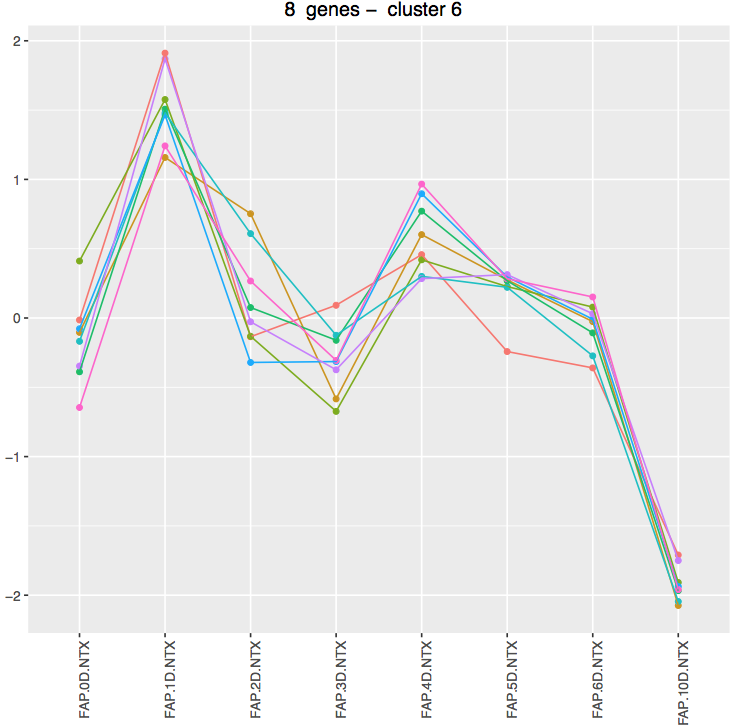 8 genes – cluster 6
2
1
0
−1
−2
FAP.0D.NTX
FAP.1D.NTX
FAP.2D.NTX
FAP.3D.NTX
FAP.4D.NTX
FAP.5D.NTX
FAP.6D.NTX
FAP.10D.NTX